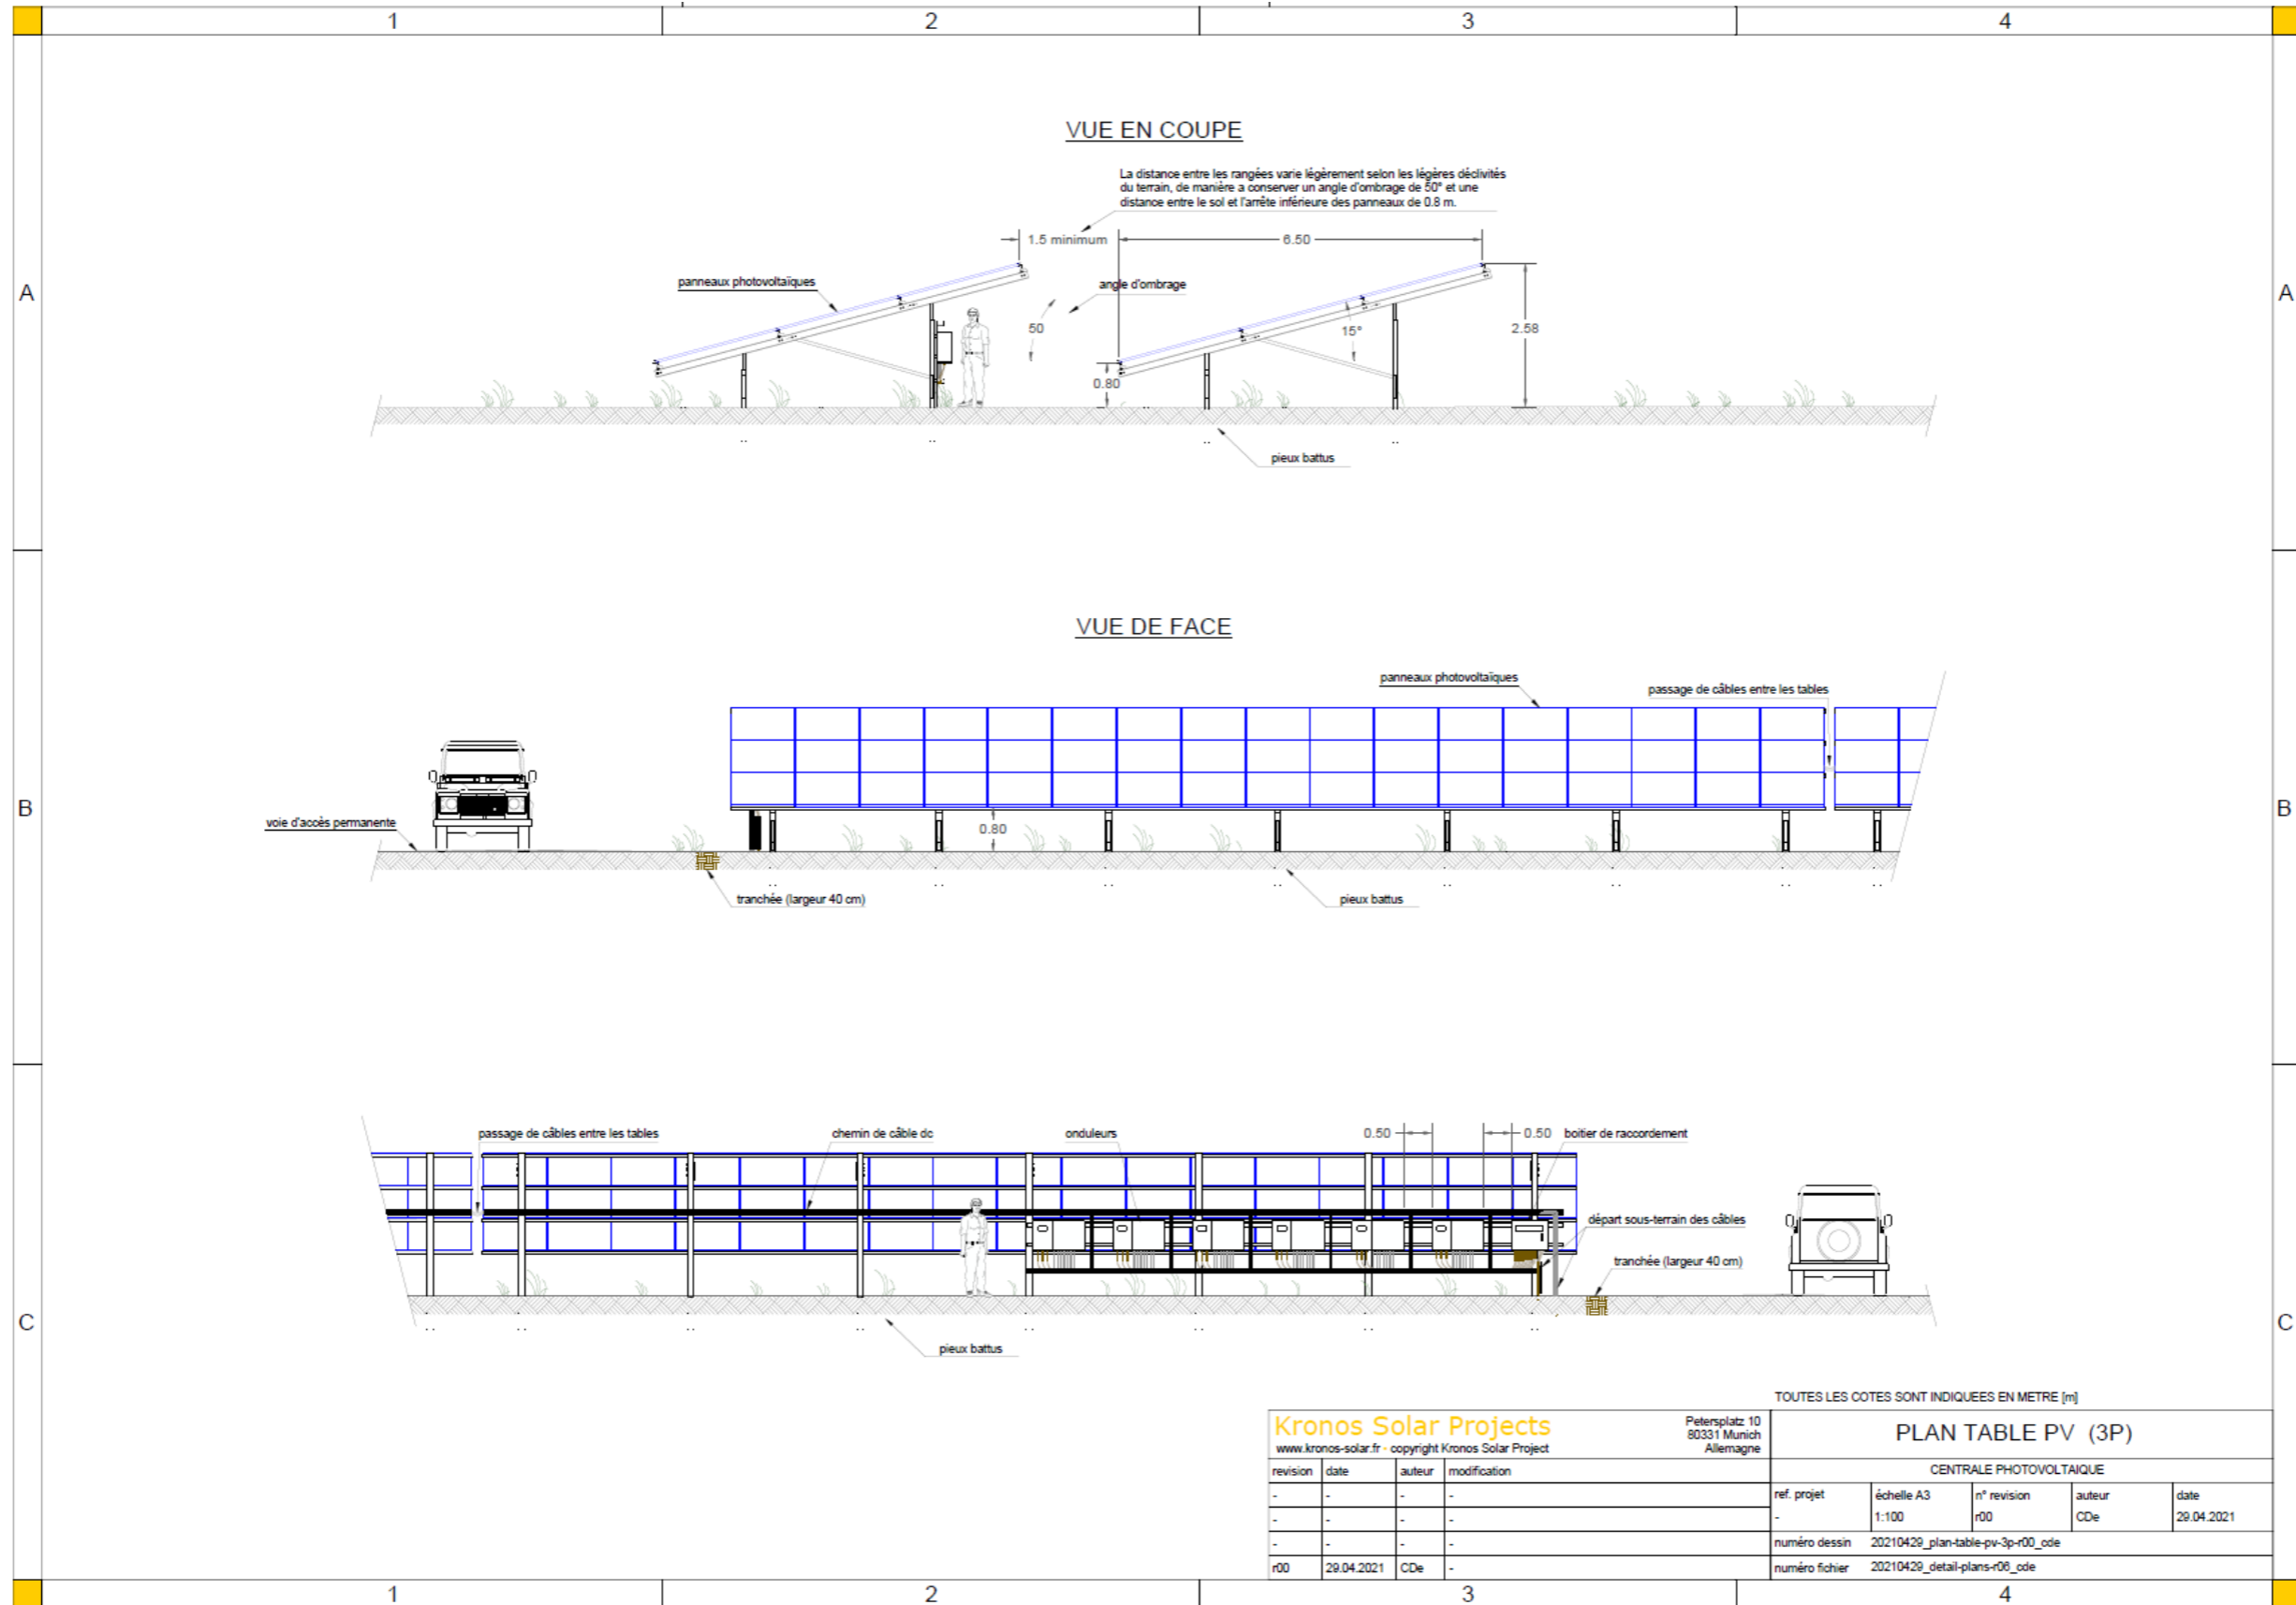 1 2 3 4
VUE EN COUPE
La distance entre les rangées varie légèrement selon les légères déclivités
du terrain, de manière a conserver un angle d'ombrage de 50° et une
distance entre le sol et l'arrête inférieure des panneaux de 0.8 m.
1.5 minimum
6.50
panneaux photovoltaïques
angle d'ombrage
A
A
50
15°
2.58
0.80
pieux battus
VUE DE FACE
panneaux photovoltaïques
passage de câbles entre les tables
B
B
voie d'accès permanente
0.80
tranchée (largeur 40 cm)
pieux battus
passage de câbles entre les tables
chemin de câble dc
onduleurs
0.50
0.50
boitier de raccordement
départ sous-terrain des câbles
tranchée (largeur 40 cm)
C
C
pieux battus
TOUTES LES COTES SONT INDIQUEES EN METRE [m]
Kronos Solar Projects
www.kronos-solar.fr - copyright Kronos Solar Project
Petersplatz 10
80331 Munich
Allemagne
PLAN TABLE PV (3P)
CENTRALE PHOTOVOLTAIQUE
revision date auteur modification
- - - -
- - - -
- - - -
r00 29.04.2021 CDe -
ref. projet échelle A3 n° revision auteur date
- 1:100 r00 CDe 29.04.2021
numéro dessin 20210429_plan-table-pv-3p-r00_cde
numéro fichier 20210429_detail-plans-r06_cde
1 2 3 4